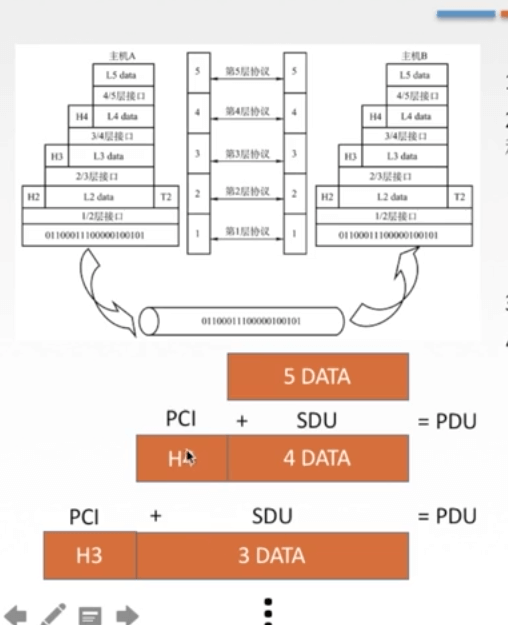 主机A 主机B
L5 data 5 第5层协议 5 L5 data
4/5层接口 4/5层接口
H4 L4 data 4 第4层协议 4 H4 L4 data
3/4层接口 3/4层接口
H3 L3 data 3 第3层协议 3 H3 L3 data
2/3层接口 2/3层接口
H2 L2 data T2 2 第2层协议 2 H2 L2 data T2
1/2层接口 1/2层接口
01100011100000100101 1 第1层协议 1 01100011100000100101
01100011100000100101
5 DATA
PCI + SDU = PDU
H4 4 DATA
PCI + SDU = PDU
H3 3 DATA